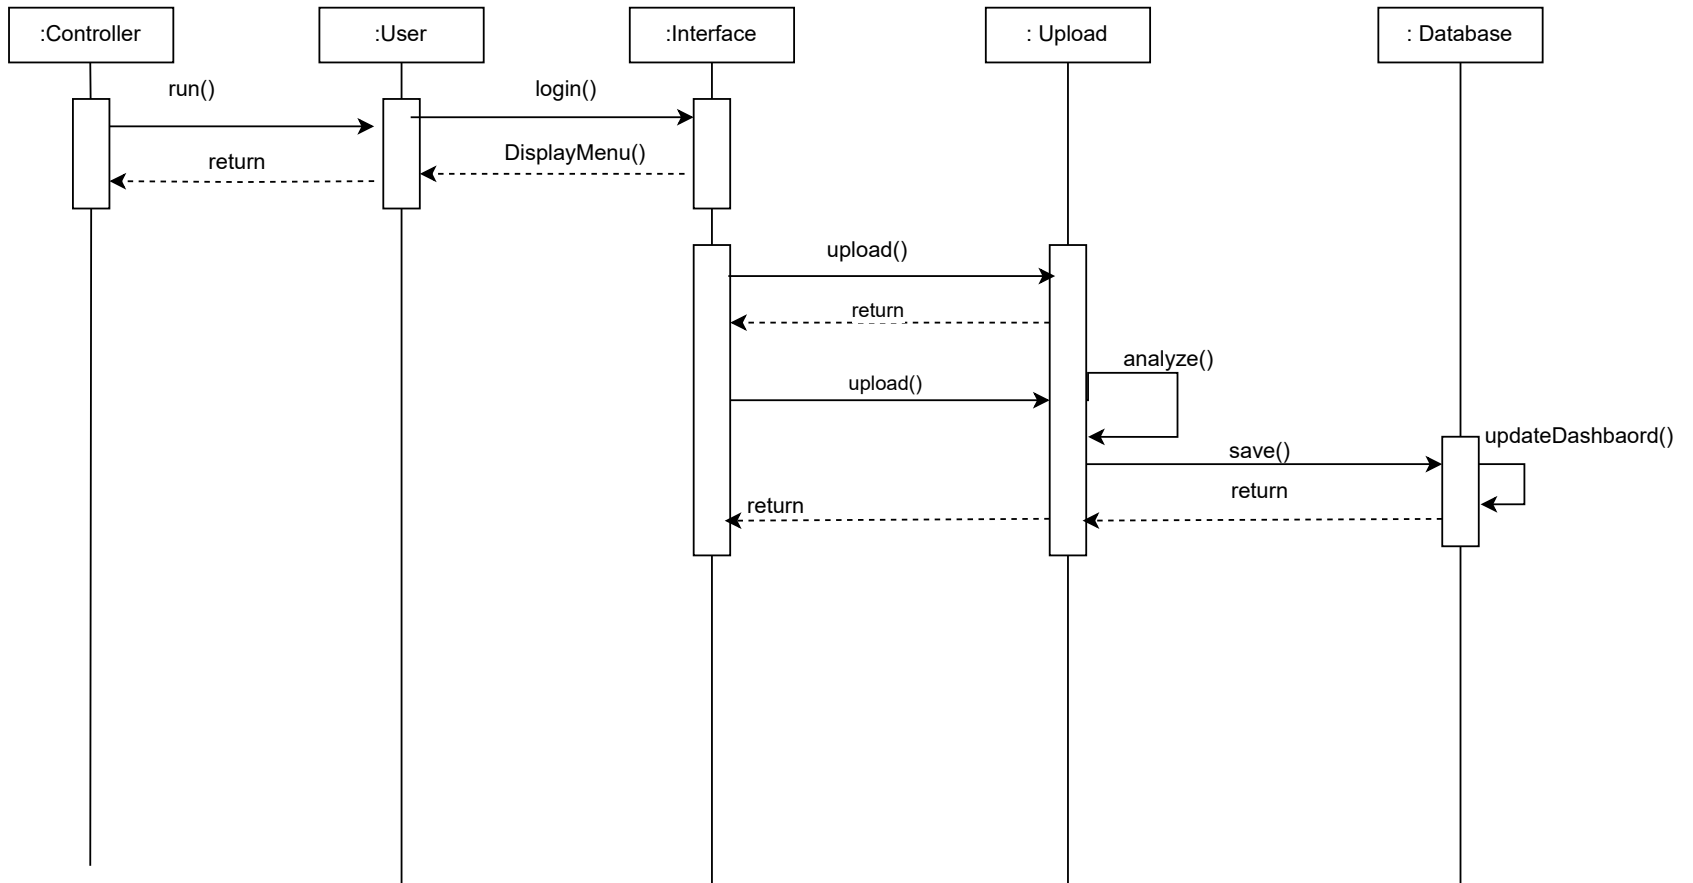 :Controller
:User
:Interface
: Upload
: Database
run()
login()
DisplayMenu()
return
upload()
return
analyze()
upload()
updateDashbaord()
save()
return
return